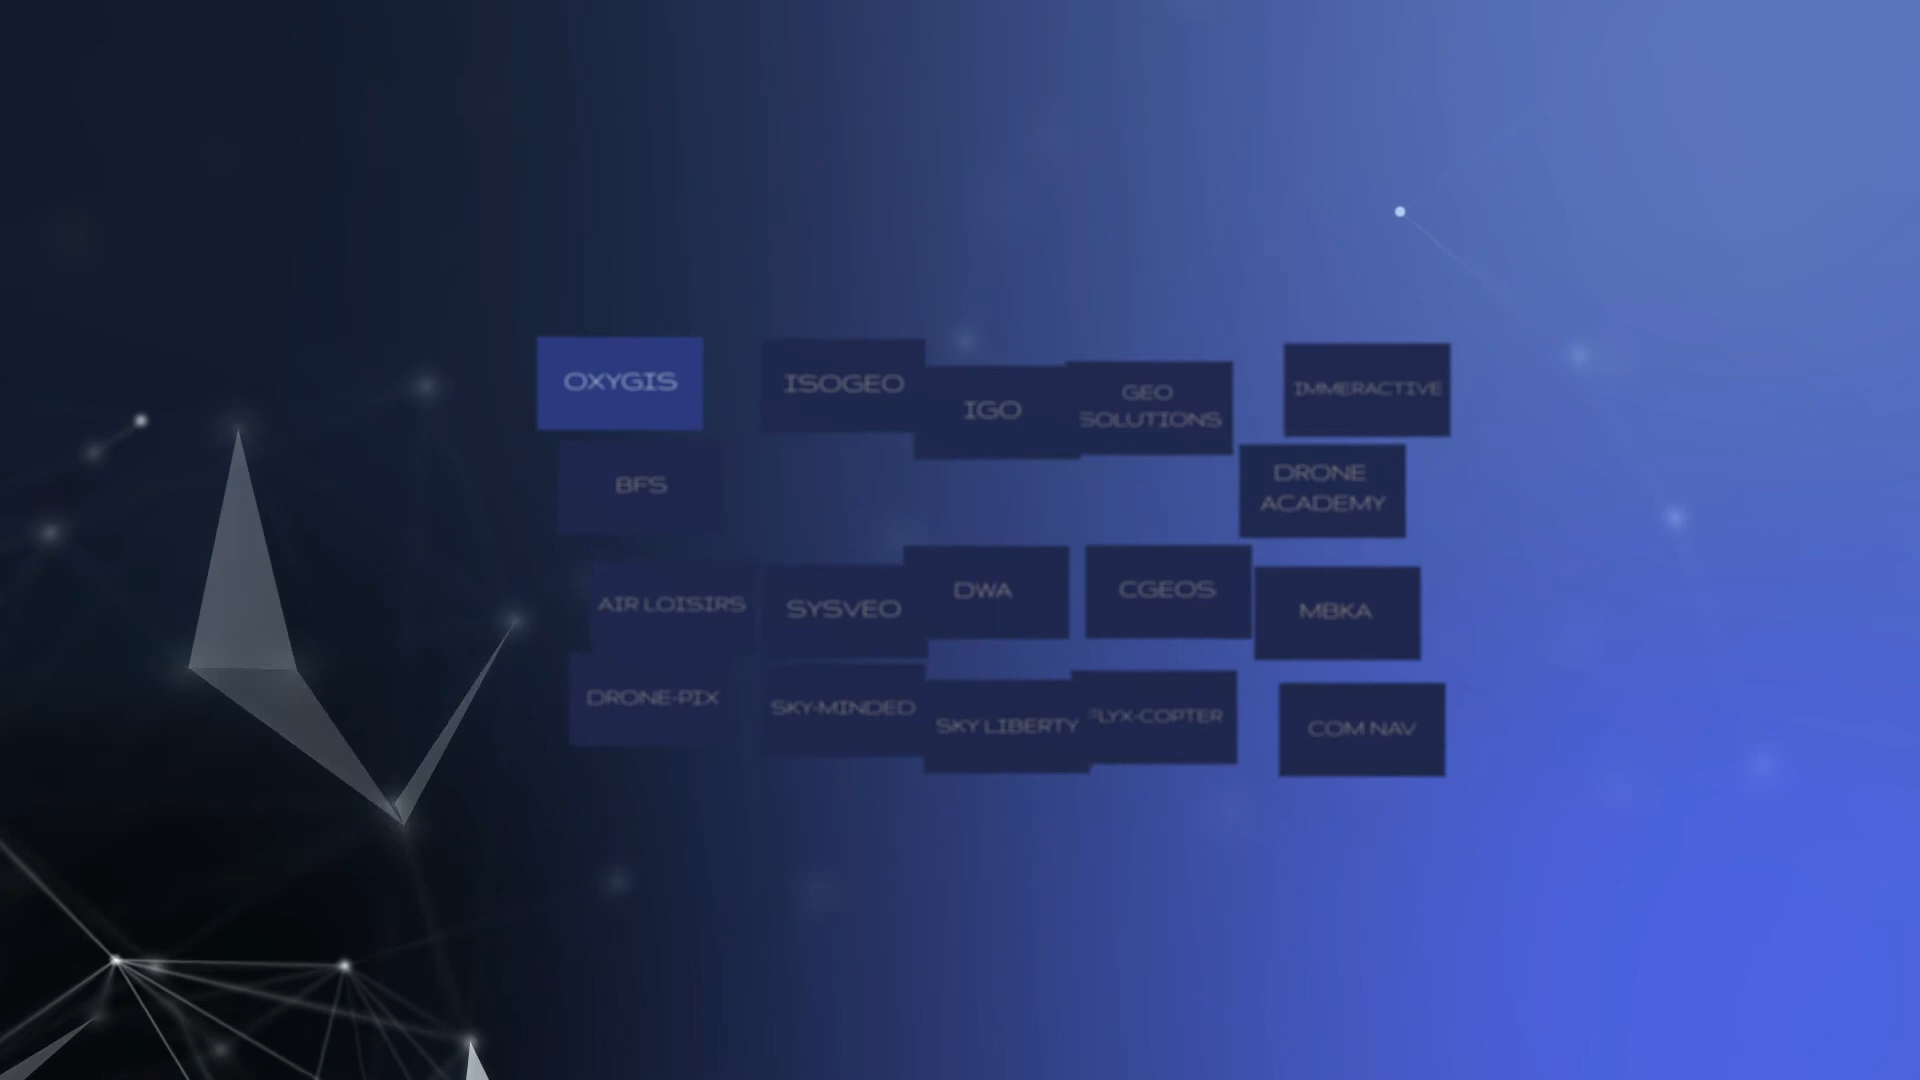 OXYGIS
ISOGEO
IGO
GEO
SOLUTIONS
IMMERACTIVE
BFS
DRONE
ACADEMY
AIR LOISIRS
SYSVEO
DWA
CGEOS
MBKA
DRONE-PIX
SKY-MINDED
SKY LIBERTY
COM NAV